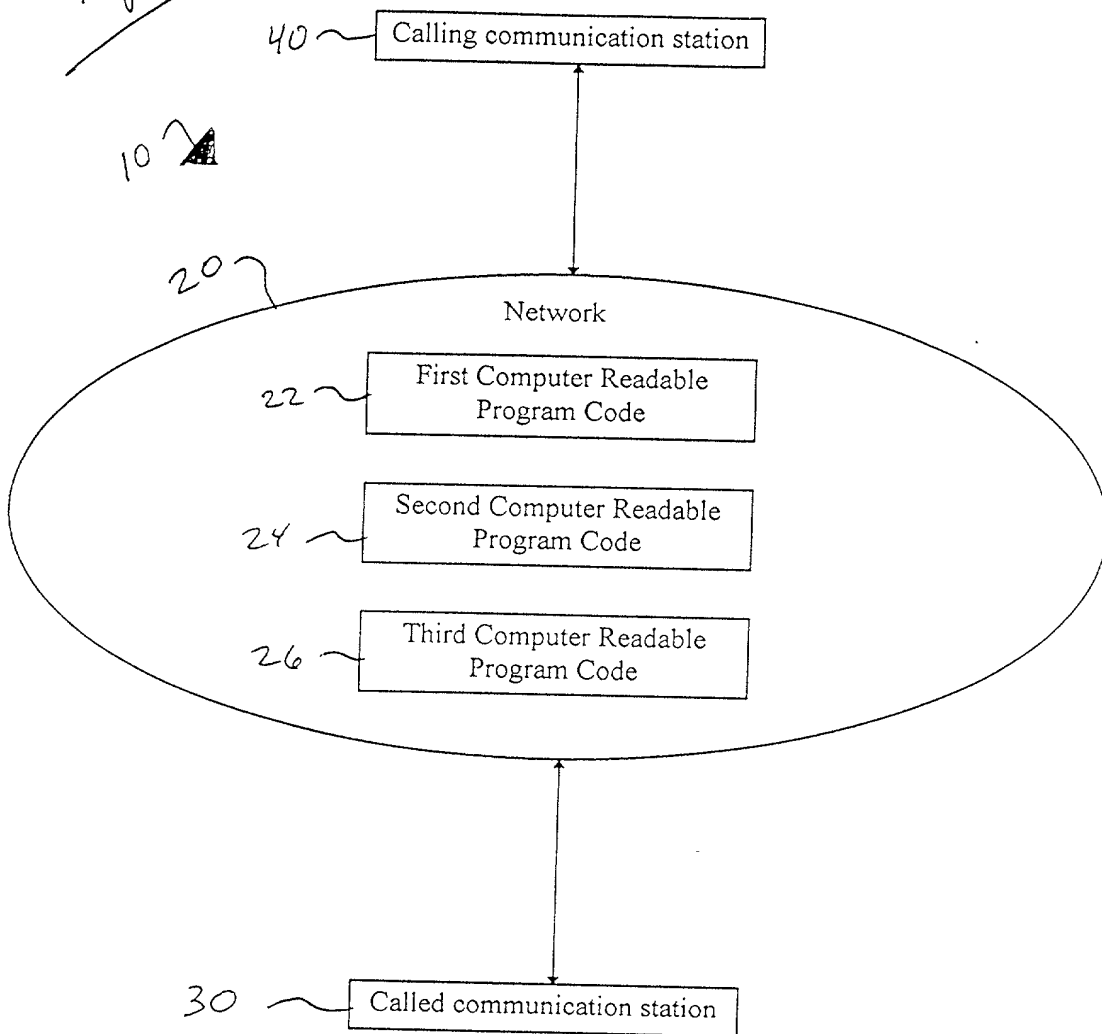 40
Calling communication station
10
20
Network
22
First Computer Readable
Program Code
24
Second Computer Readable
Program Code
26
Third Computer Readable
Program Code
30
Called communication station